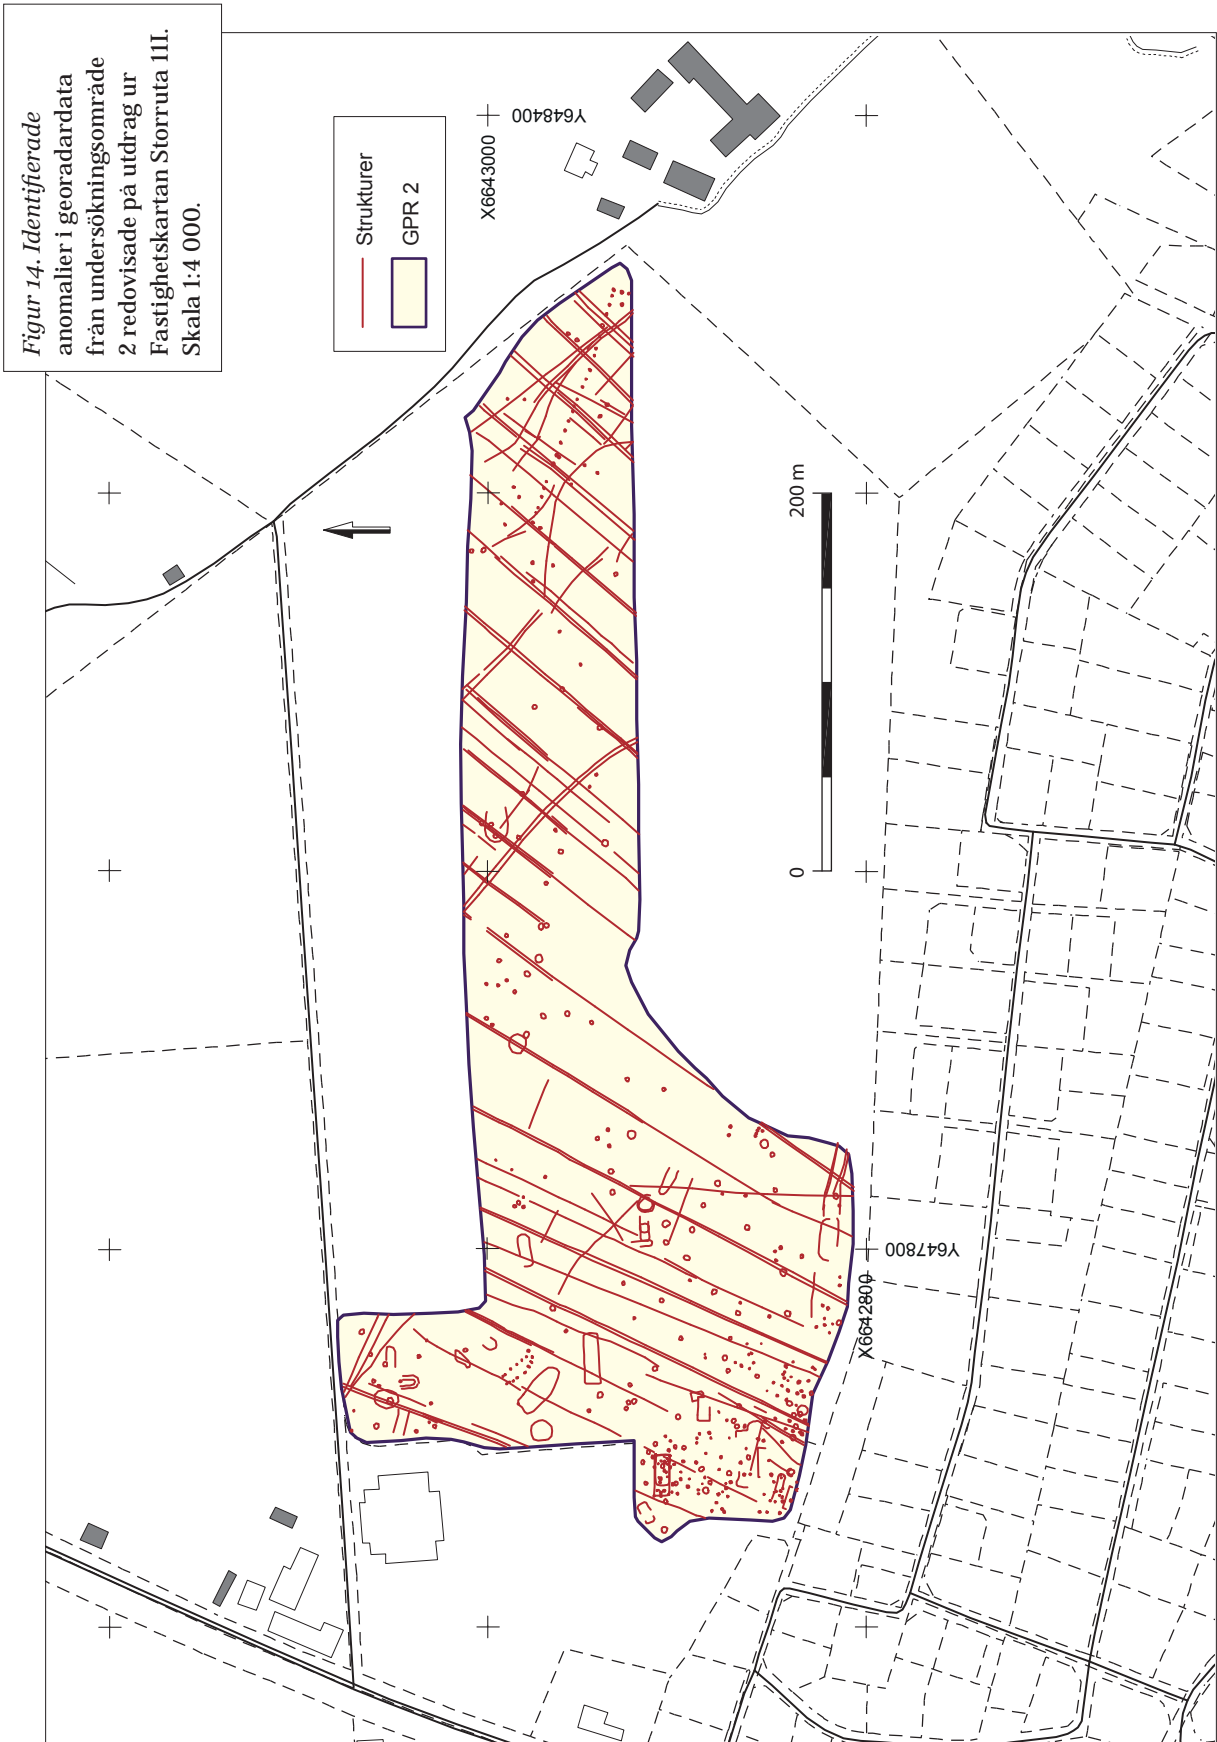 Figur 14. Identifierade
anomalier i georadardata
från undersökningsområde
2 redovisade på utdrag ur
Fastighetskartan Storruta 11I.
Skala 1:4 000.
Strukturer
GPR 2
X6643000
Y648400
200 m
0
X6642800
Y647800